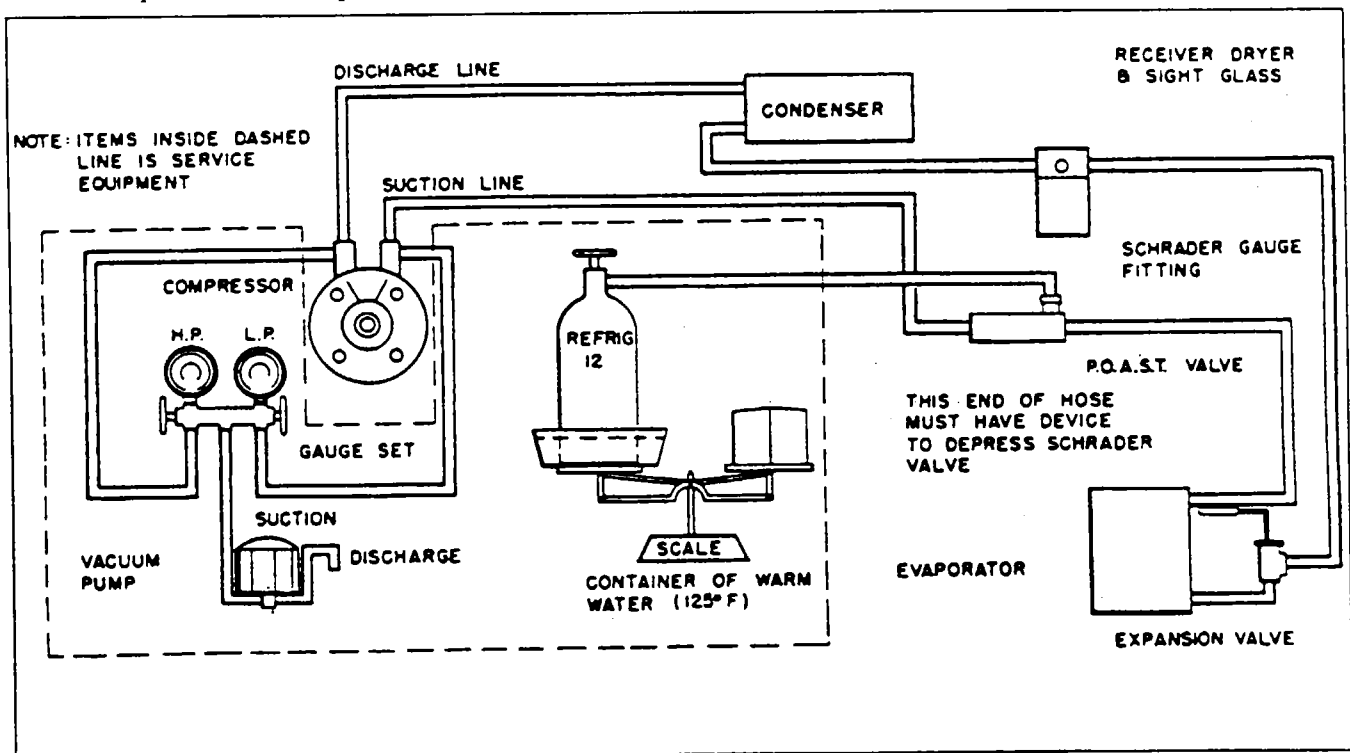 DISCHARGE LINE
RECEIVER DRYER
& SIGHT GLASS
CONDENSER
NOTE: ITEMS INSIDE DASHED
LINE IS SERVICE
EQUIPMENT
SUCTION LINE
SCHRADER GAUGE
FITTING
COMPRESSOR
H.P.
L.P.
REFRIG
12
P.O.A.S.T. VALVE
THIS END OF HOSE
MUST HAVE DEVICE
TO DEPRESS SCHRADER
VALVE
GAUGE SET
SUCTION
VACUUM
PUMP
DISCHARGE
SCALE
CONTAINER OF WARM
WATER (125° F)
EVAPORATOR
EXPANSION VALVE